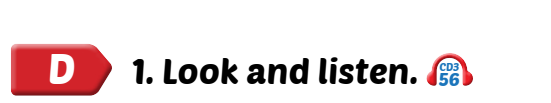 D 1. Look and listen. CD3 56